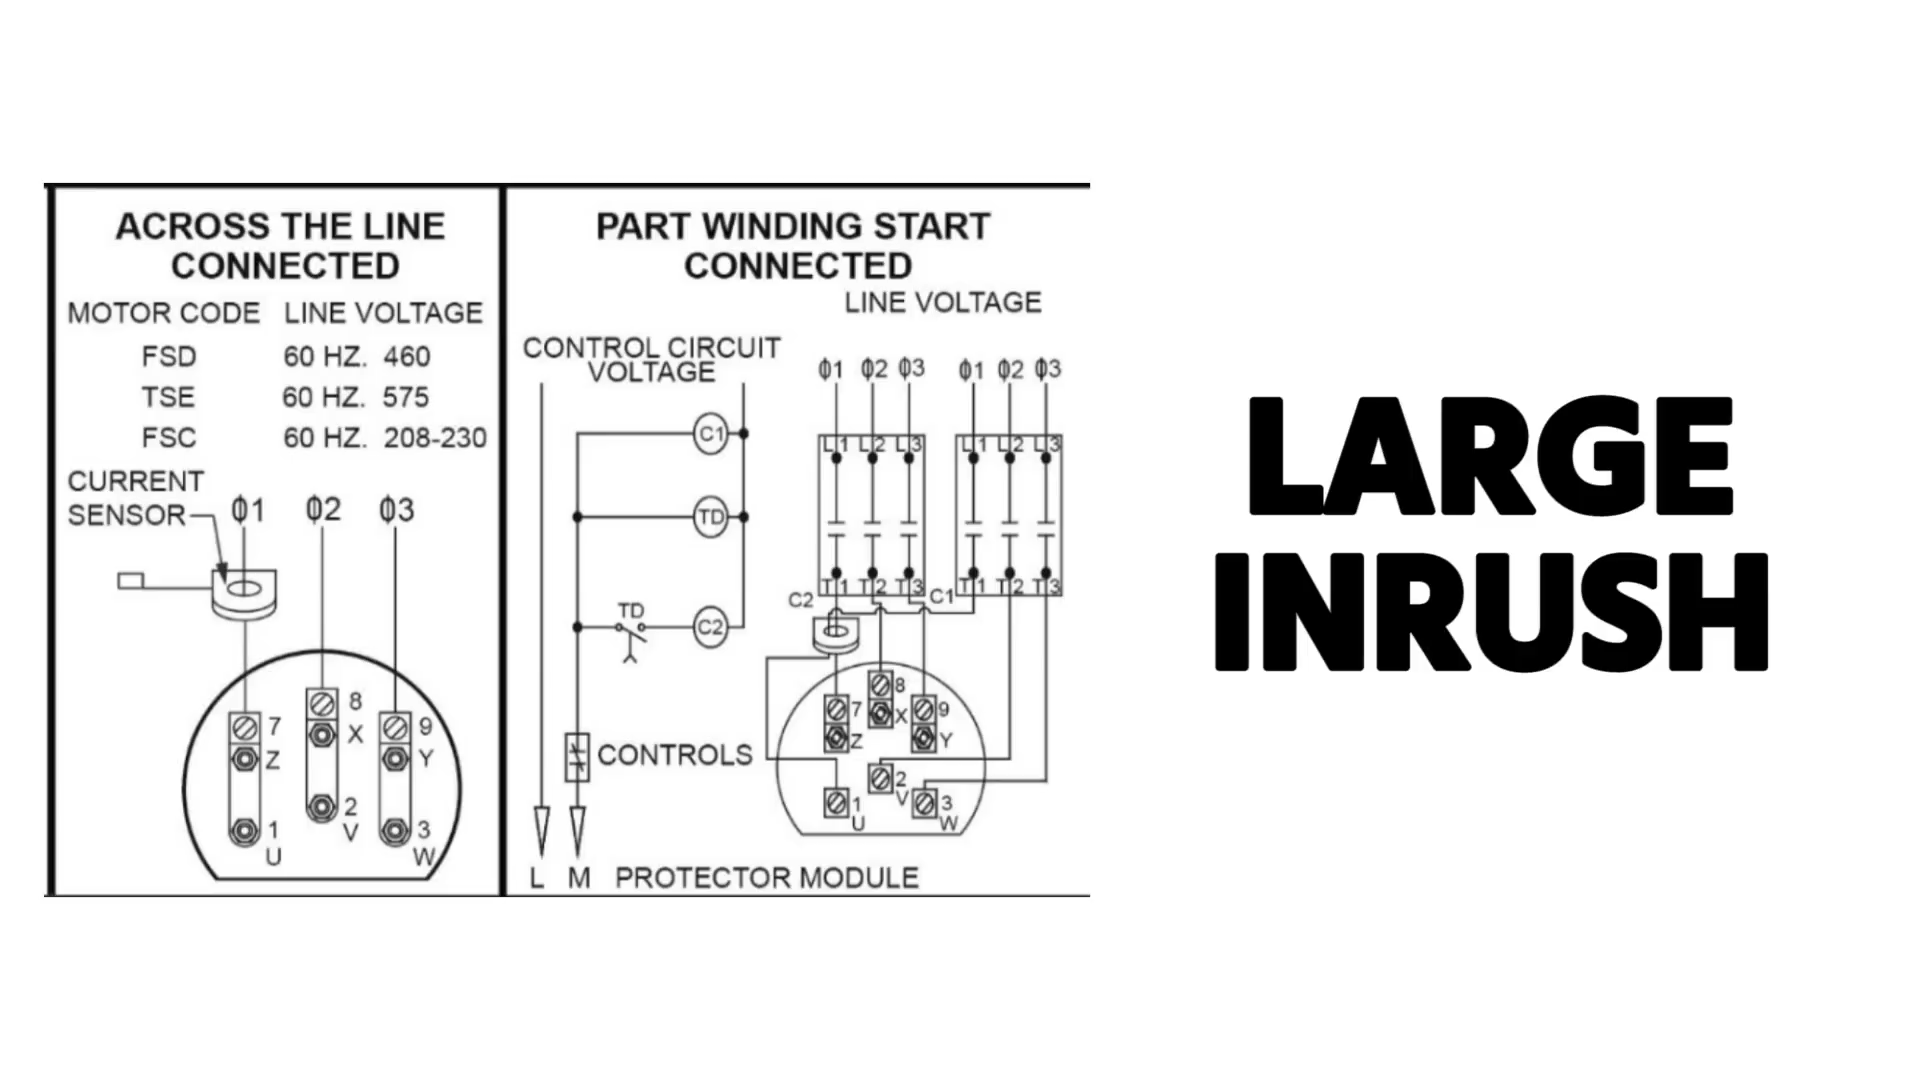 ACROSS THE LINE
CONNECTED
MOTOR CODE LINE VOLTAGE
FSD 60 HZ. 460
TSE 60 HZ. 575
FSC 60 HZ. 208-230
CURRENT
SENSOR
Φ1 Φ2 Φ3
7
Z
8
X
9
Y
1
U
2
V
3
W
PART WINDING START
CONNECTED
LINE VOLTAGE
CONTROL CIRCUIT
VOLTAGE
Φ1 Φ2 Φ3 Φ1 Φ2 Φ3
C1
L1 L2 L3 L1 L2 L3
TD
T1 T2 T3 T1 T2 T3
C2 C1
TD
C2
7
Z
8
X
9
Y
CONTROLS
1
U
2
V
3
W
L M PROTECTOR MODULE
LARGE
INRUSH